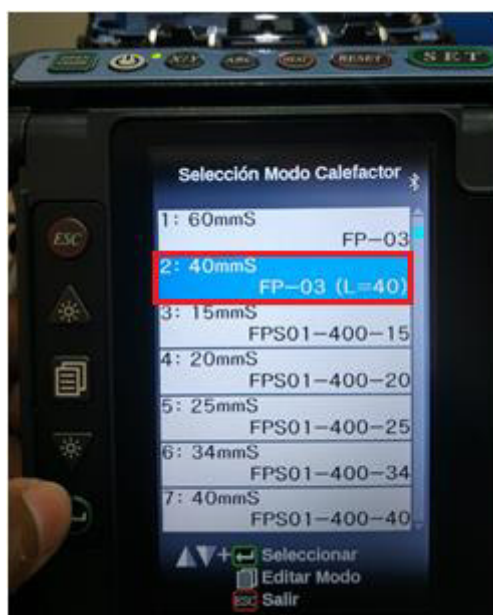 X/Y
HEAT
RESET
SET
Selección Modo Calefactor
ESC
1: 60mmS
FP-03
2: 40mmS
FP-03 (L=40)
3: 15mmS
FPS01-400-15
4: 20mmS
FPS01-400-20
5: 25mmS
FPS01-400-25
6: 34mmS
FPS01-400-34
7: 40mmS
FPS01-400-40
+ Seleccionar
Editar Modo
ESC Salir